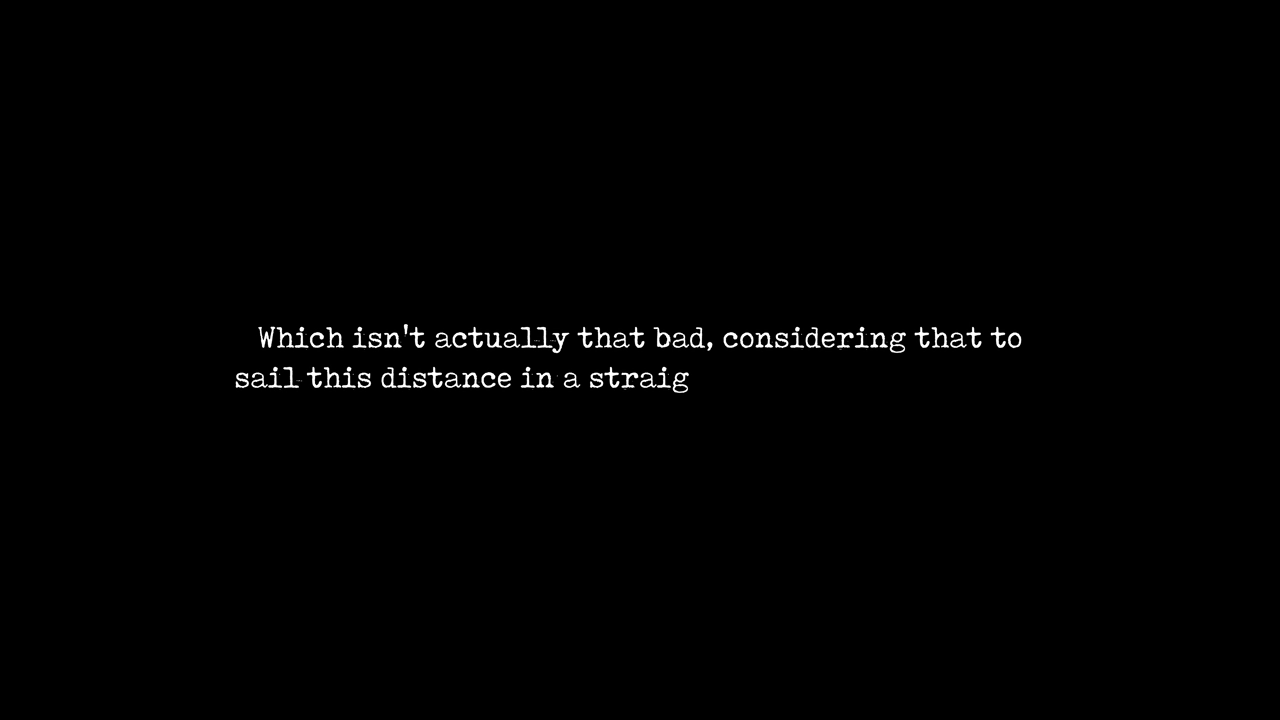 Which isn't actually that bad, considering that to
sail this distance in a straig